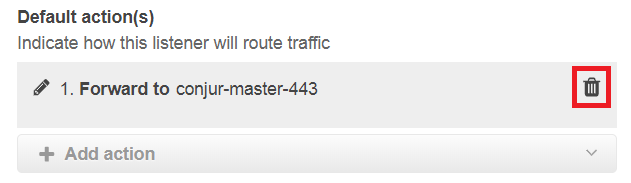 Default action(s)
Indicate how this listener will route traffic
1. Forward to conjur-master-443
Add action